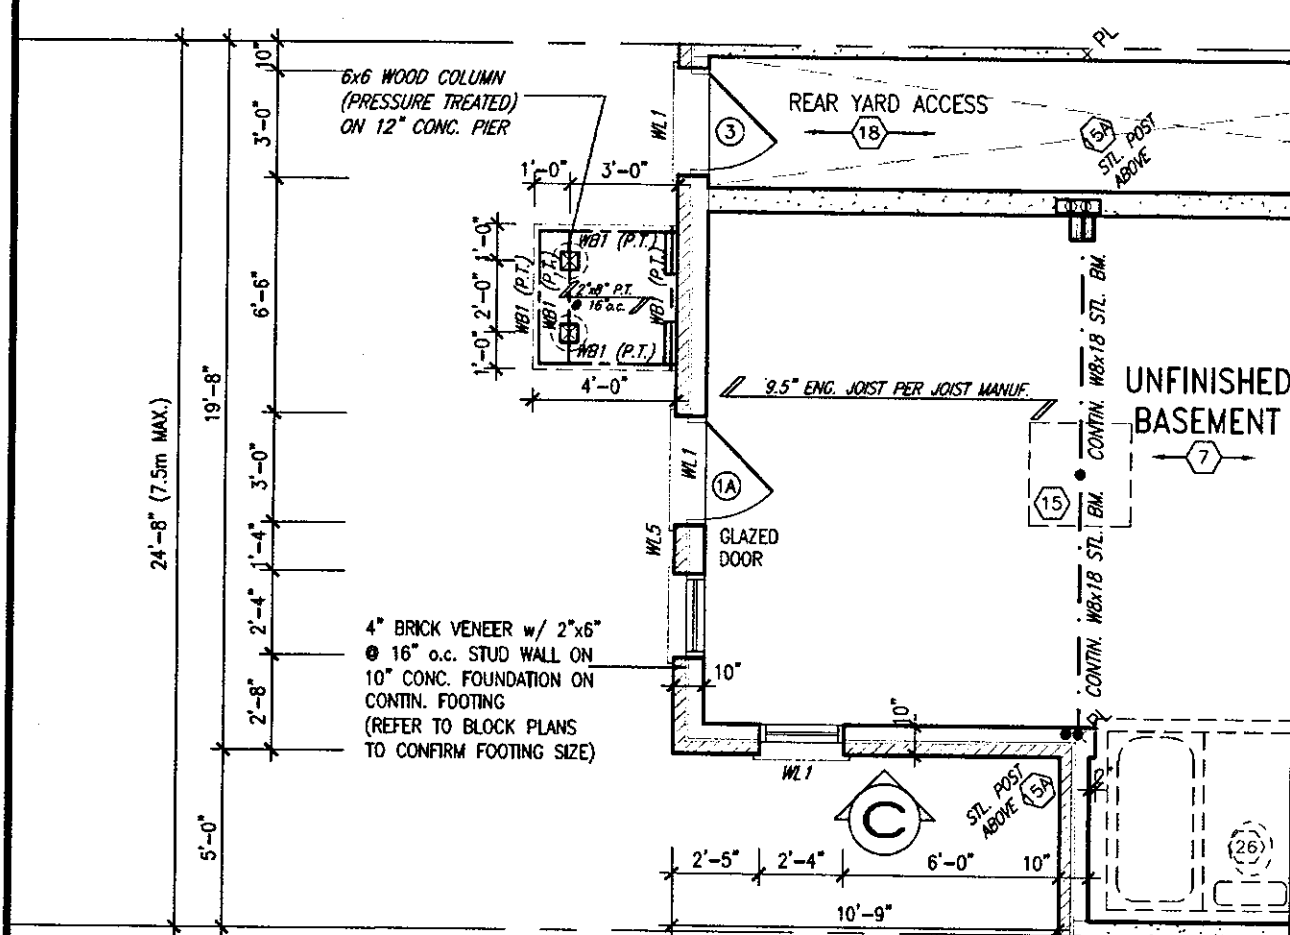 PL
10"
6x6 WOOD COLUMN
(PRESSURE TREATED)
ON 12" CONC. PIER
3'-0"
WL1
3
REAR YARD ACCESS
18
15A
STL. POST
ABOVE
1'-0"
3'-0"
1'-0"
2'-0"
1'-0"
WB1 (P.T.)
WB1 (P.T.)
WB1 (P.T.)
WB1 (P.T.)
WB1 (P.T.)
2"x8" P.T.
@ 16"o.c.
4'-0"
6'-6"
19'-8"
24'-8" (7.5m MAX.)
9.5" ENG. JOIST PER JOIST MANUF.
CONTIN. W8x18 STL. BM.
UNFINISHED
BASEMENT
7
3'-0"
WL1
1A
15
GLAZED
DOOR
WL5
1'-4"
2'-4"
2'-8"
4" BRICK VENEER w/ 2"x6"
@ 16" o.c. STUD WALL ON
10" CONC. FOUNDATION ON
CONTIN. FOOTING
(REFER TO BLOCK PLANS
TO CONFIRM FOOTING SIZE)
10"
10"
CONTIN. W8x18 STL. BM.
PL
WL1
STL. POST
ABOVE
15A
C
5'-0"
2'-5"
2'-4"
6'-0"
10"
10'-9"
26